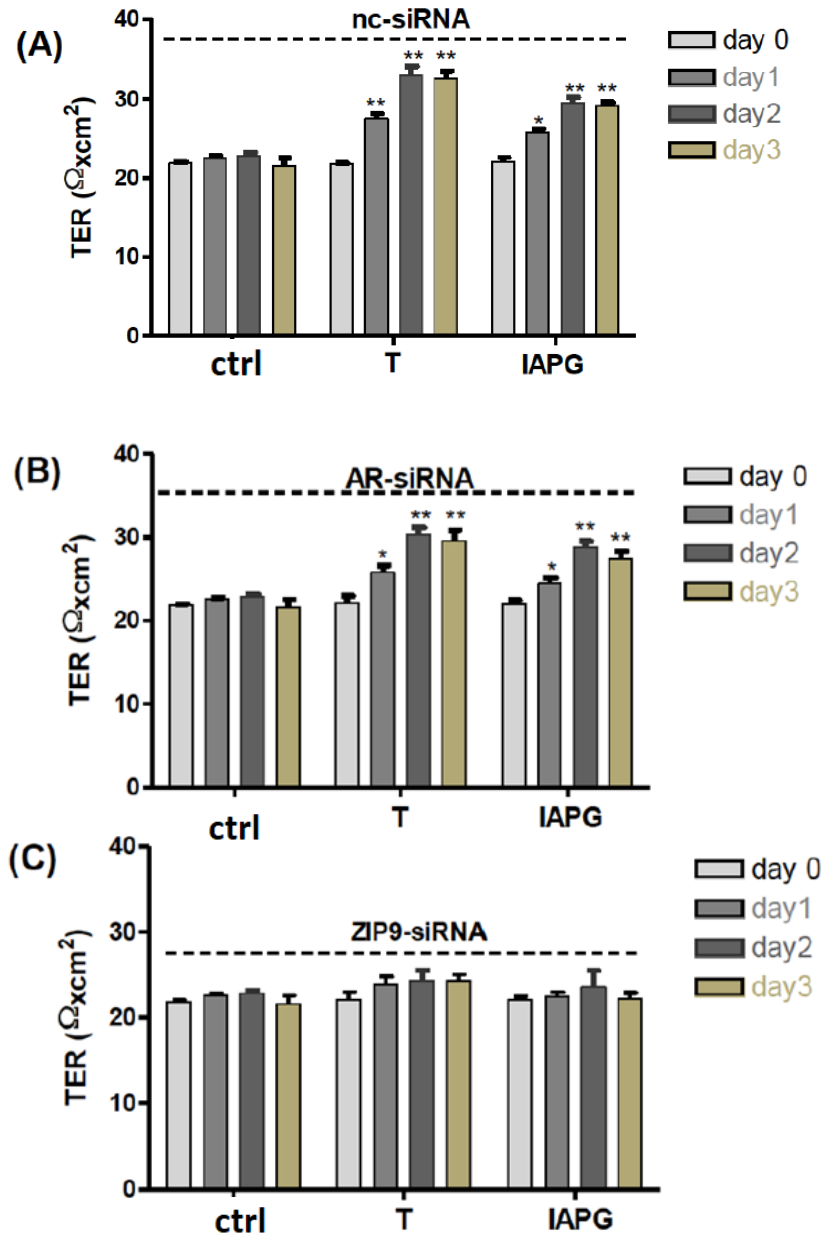 (A)
nc-siRNA
TER (Ωxcm²)
40
30
20
10
0
** ** ** * ** **
ctrl T IAPG
day 0
day1
day2
day3
(B)
AR-siRNA
TER (Ωxcm²)
40
30
20
10
0
* ** ** * ** **
ctrl T IAPG
day 0
day1
day2
day3
(C)
ZIP9-siRNA
TER (Ωxcm²)
40
30
20
10
0
ctrl T IAPG
day 0
day1
day2
day3